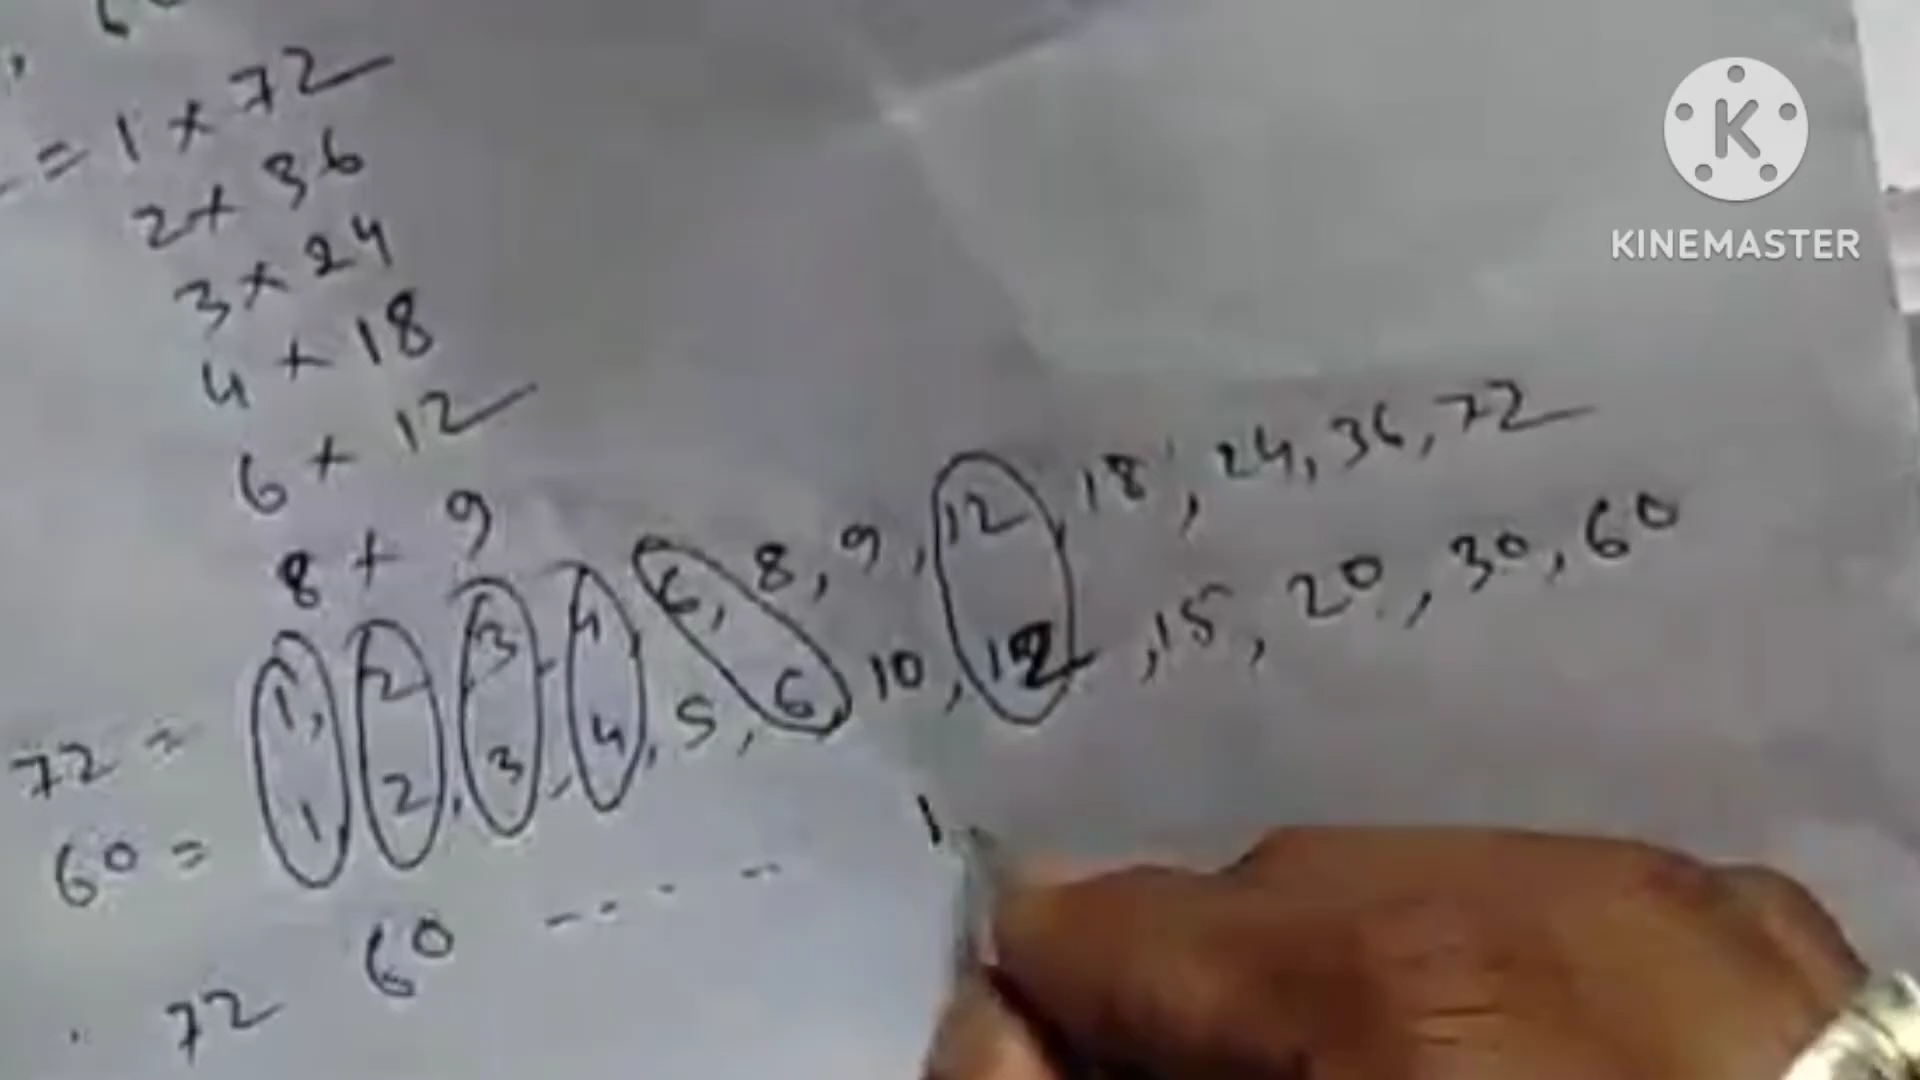 = 1 × 72
2 × 36
3 × 24
4 × 18
6 × 12
8 × 9
72 = 1, 2 3, 4, 6, 8, 9, 12, 18, 24, 36, 72
60 = 1, 2, 3, 4, 5, 6 10, 12, 15, 20, 30, 60
72 60 ----- 1
K
KINEMASTER